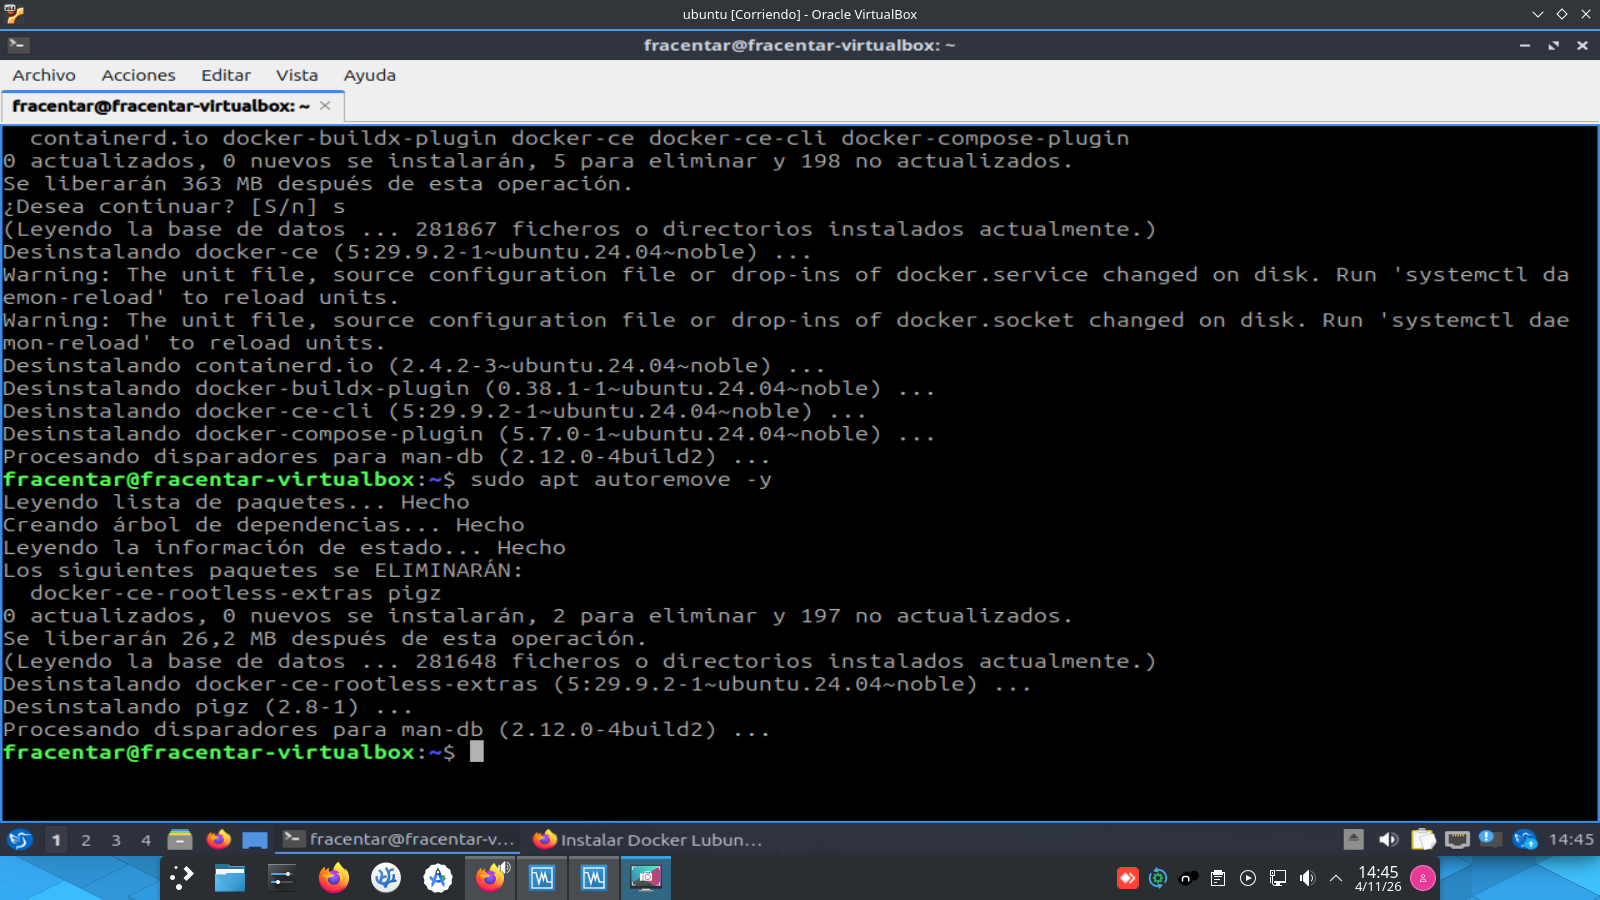 ubuntu [Corriendo] - Oracle VirtualBox
fracentar@fracentar-virtualbox: ~
Archivo Acciones Editar Vista Ayuda
fracentar@fracentar-virtualbox: ~
  containerd.io docker-buildx-plugin docker-ce docker-ce-cli docker-compose-plugin
0 actualizados, 0 nuevos se instalarán, 5 para eliminar y 198 no actualizados.
Se liberarán 363 MB después de esta operación.
¿Desea continuar? [S/n] s
(Leyendo la base de datos ... 281867 ficheros o directorios instalados actualmente.)
Desinstalando docker-ce (5:29.9.2-1~ubuntu.24.04~noble) ...
Warning: The unit file, source configuration file or drop-ins of docker.service changed on disk. Run 'systemctl da
emon-reload' to reload units.
Warning: The unit file, source configuration file or drop-ins of docker.socket changed on disk. Run 'systemctl dae
mon-reload' to reload units.
Desinstalando containerd.io (2.4.2-3~ubuntu.24.04~noble) ...
Desinstalando docker-buildx-plugin (0.38.1-1~ubuntu.24.04~noble) ...
Desinstalando docker-ce-cli (5:29.9.2-1~ubuntu.24.04~noble) ...
Desinstalando docker-compose-plugin (5.7.0-1~ubuntu.24.04~noble) ...
Procesando disparadores para man-db (2.12.0-4build2) ...
fracentar@fracentar-virtualbox:~$ sudo apt autoremove -y
Leyendo lista de paquetes... Hecho
Creando árbol de dependencias... Hecho
Leyendo la información de estado... Hecho
Los siguientes paquetes se ELIMINARÁN:
  docker-ce-rootless-extras pigz
0 actualizados, 0 nuevos se instalarán, 2 para eliminar y 197 no actualizados.
Se liberarán 26,2 MB después de esta operación.
(Leyendo la base de datos ... 281648 ficheros o directorios instalados actualmente.)
Desinstalando docker-ce-rootless-extras (5:29.9.2-1~ubuntu.24.04~noble) ...
Desinstalando pigz (2.8-1) ...
Procesando disparadores para man-db (2.12.0-4build2) ...
fracentar@fracentar-virtualbox:~$
1 2 3 4 fracentar@fracentar-v... Instalar Docker Lubun... 14:45
14:45
4/11/26